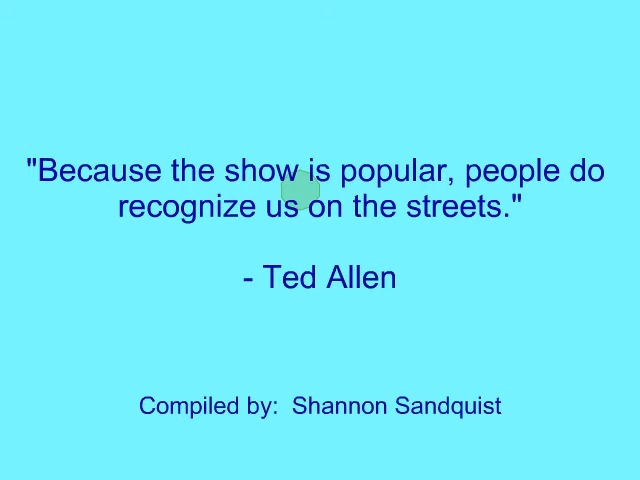 "Because the show is popular, people do
recognize us on the streets."
- Ted Allen
Compiled by:  Shannon Sandquist